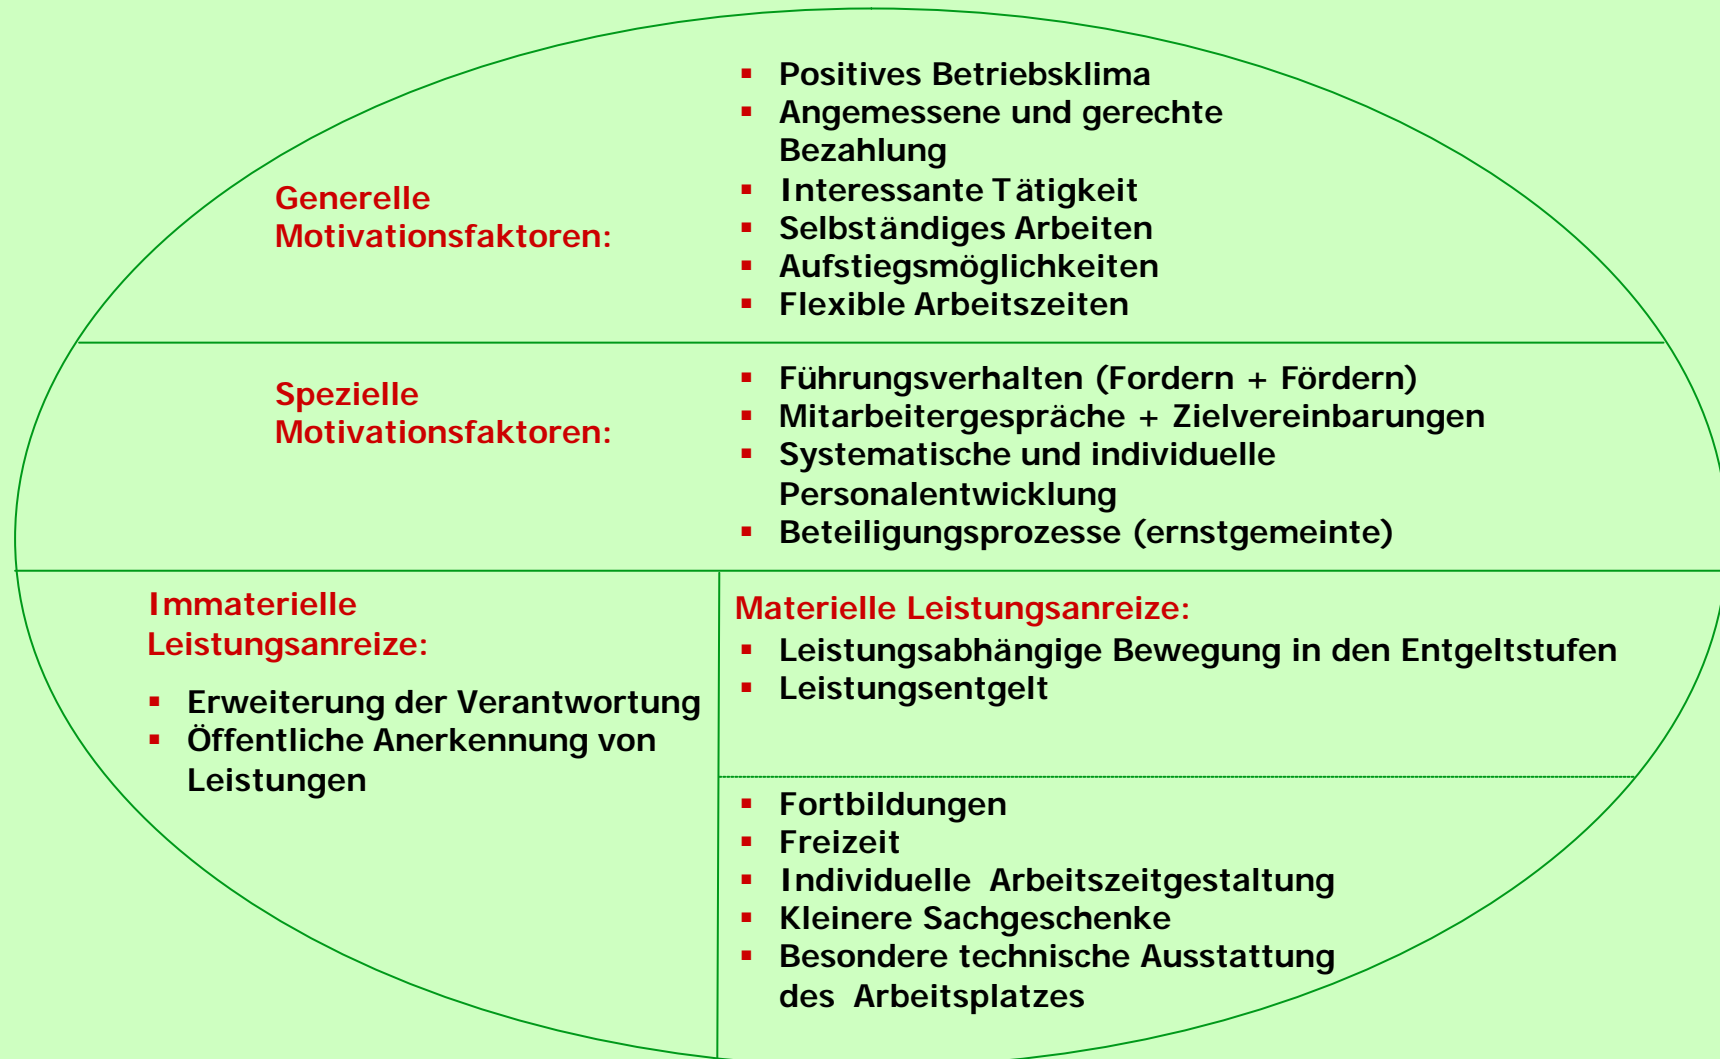 Generelle
Motivationsfaktoren:
▪ Positives Betriebsklima
▪ Angemessene und gerechte
Bezahlung
▪ Interessante Tätigkeit
▪ Selbständiges Arbeiten
▪ Aufstiegsmöglichkeiten
▪ Flexible Arbeitszeiten
Spezielle
Motivationsfaktoren:
▪ Führungsverhalten (Fordern + Fördern)
▪ Mitarbeitergespräche + Zielvereinbarungen
▪ Systematische und individuelle
Personalentwicklung
▪ Beteiligungsprozesse (ernstgemeinte)
Immaterielle
Leistungsanreize:
▪ Erweiterung der Verantwortung
▪ Öffentliche Anerkennung von
Leistungen
Materielle Leistungsanreize:
▪ Leistungsabhängige Bewegung in den Entgeltstufen
▪ Leistungsentgelt
▪ Fortbildungen
▪ Freizeit
▪ Individuelle Arbeitszeitgestaltung
▪ Kleinere Sachgeschenke
▪ Besondere technische Ausstattung
des Arbeitsplatzes